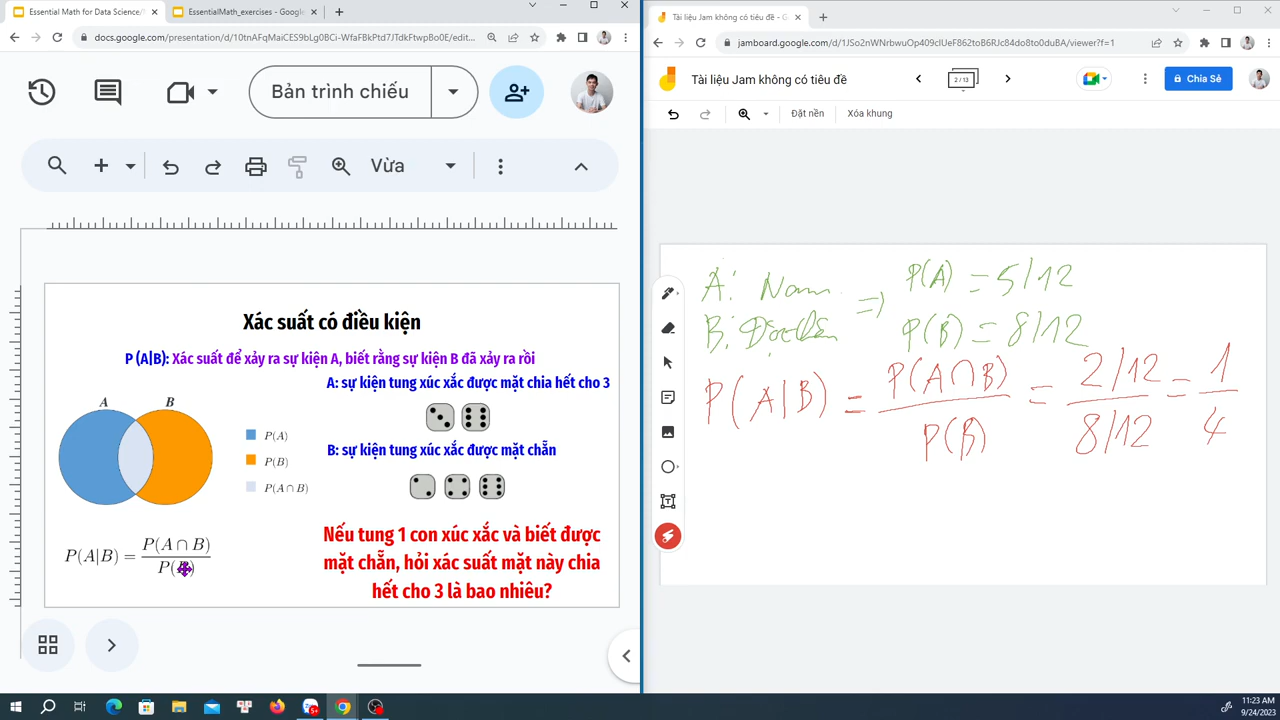 Essential Math for Data Science/
EssentialMath_exercises - Google
docs.google.com/presentation/d/10tnAFqMaiCES9bLg0BCi-WfaFBkPtd7JTdkFtwpBo0E/edit...
Bản trình chiếu
Vừa
Xác suất có điều kiện
P (A|B): Xác suất để xảy ra sự kiện A, biết rằng sự kiện B đã xảy ra rồi
A: sự kiện tung xúc xắc được mặt chia hết cho 3
A B
P(A)
P(B)
P(A ∩ B)
B: sự kiện tung xúc xắc được mặt chẵn
P(A|B) = P(A ∩ B)
P(B)
Nếu tung 1 con xúc xắc và biết được
mặt chẵn, hỏi xác suất mặt này chia
hết cho 3 là bao nhiêu?
Tài liệu Jam không có tiêu đề - G
jamboard.google.com/d/1JSo2nWNrbwuOp409clUeF862toB6RJc84do8to0duBA/viewer?f=1
Tài liệu Jam không có tiêu đề
2 / 13
Chia Sẻ
Đặt nền
Xóa khung
A: Nam => P(A) = 5/12
B: P(B) = 8/12
P(A|B) = P(A∩B) = 2/12 = 1
P(B) 8/12 4
5+
11:23 AM
9/24/2023